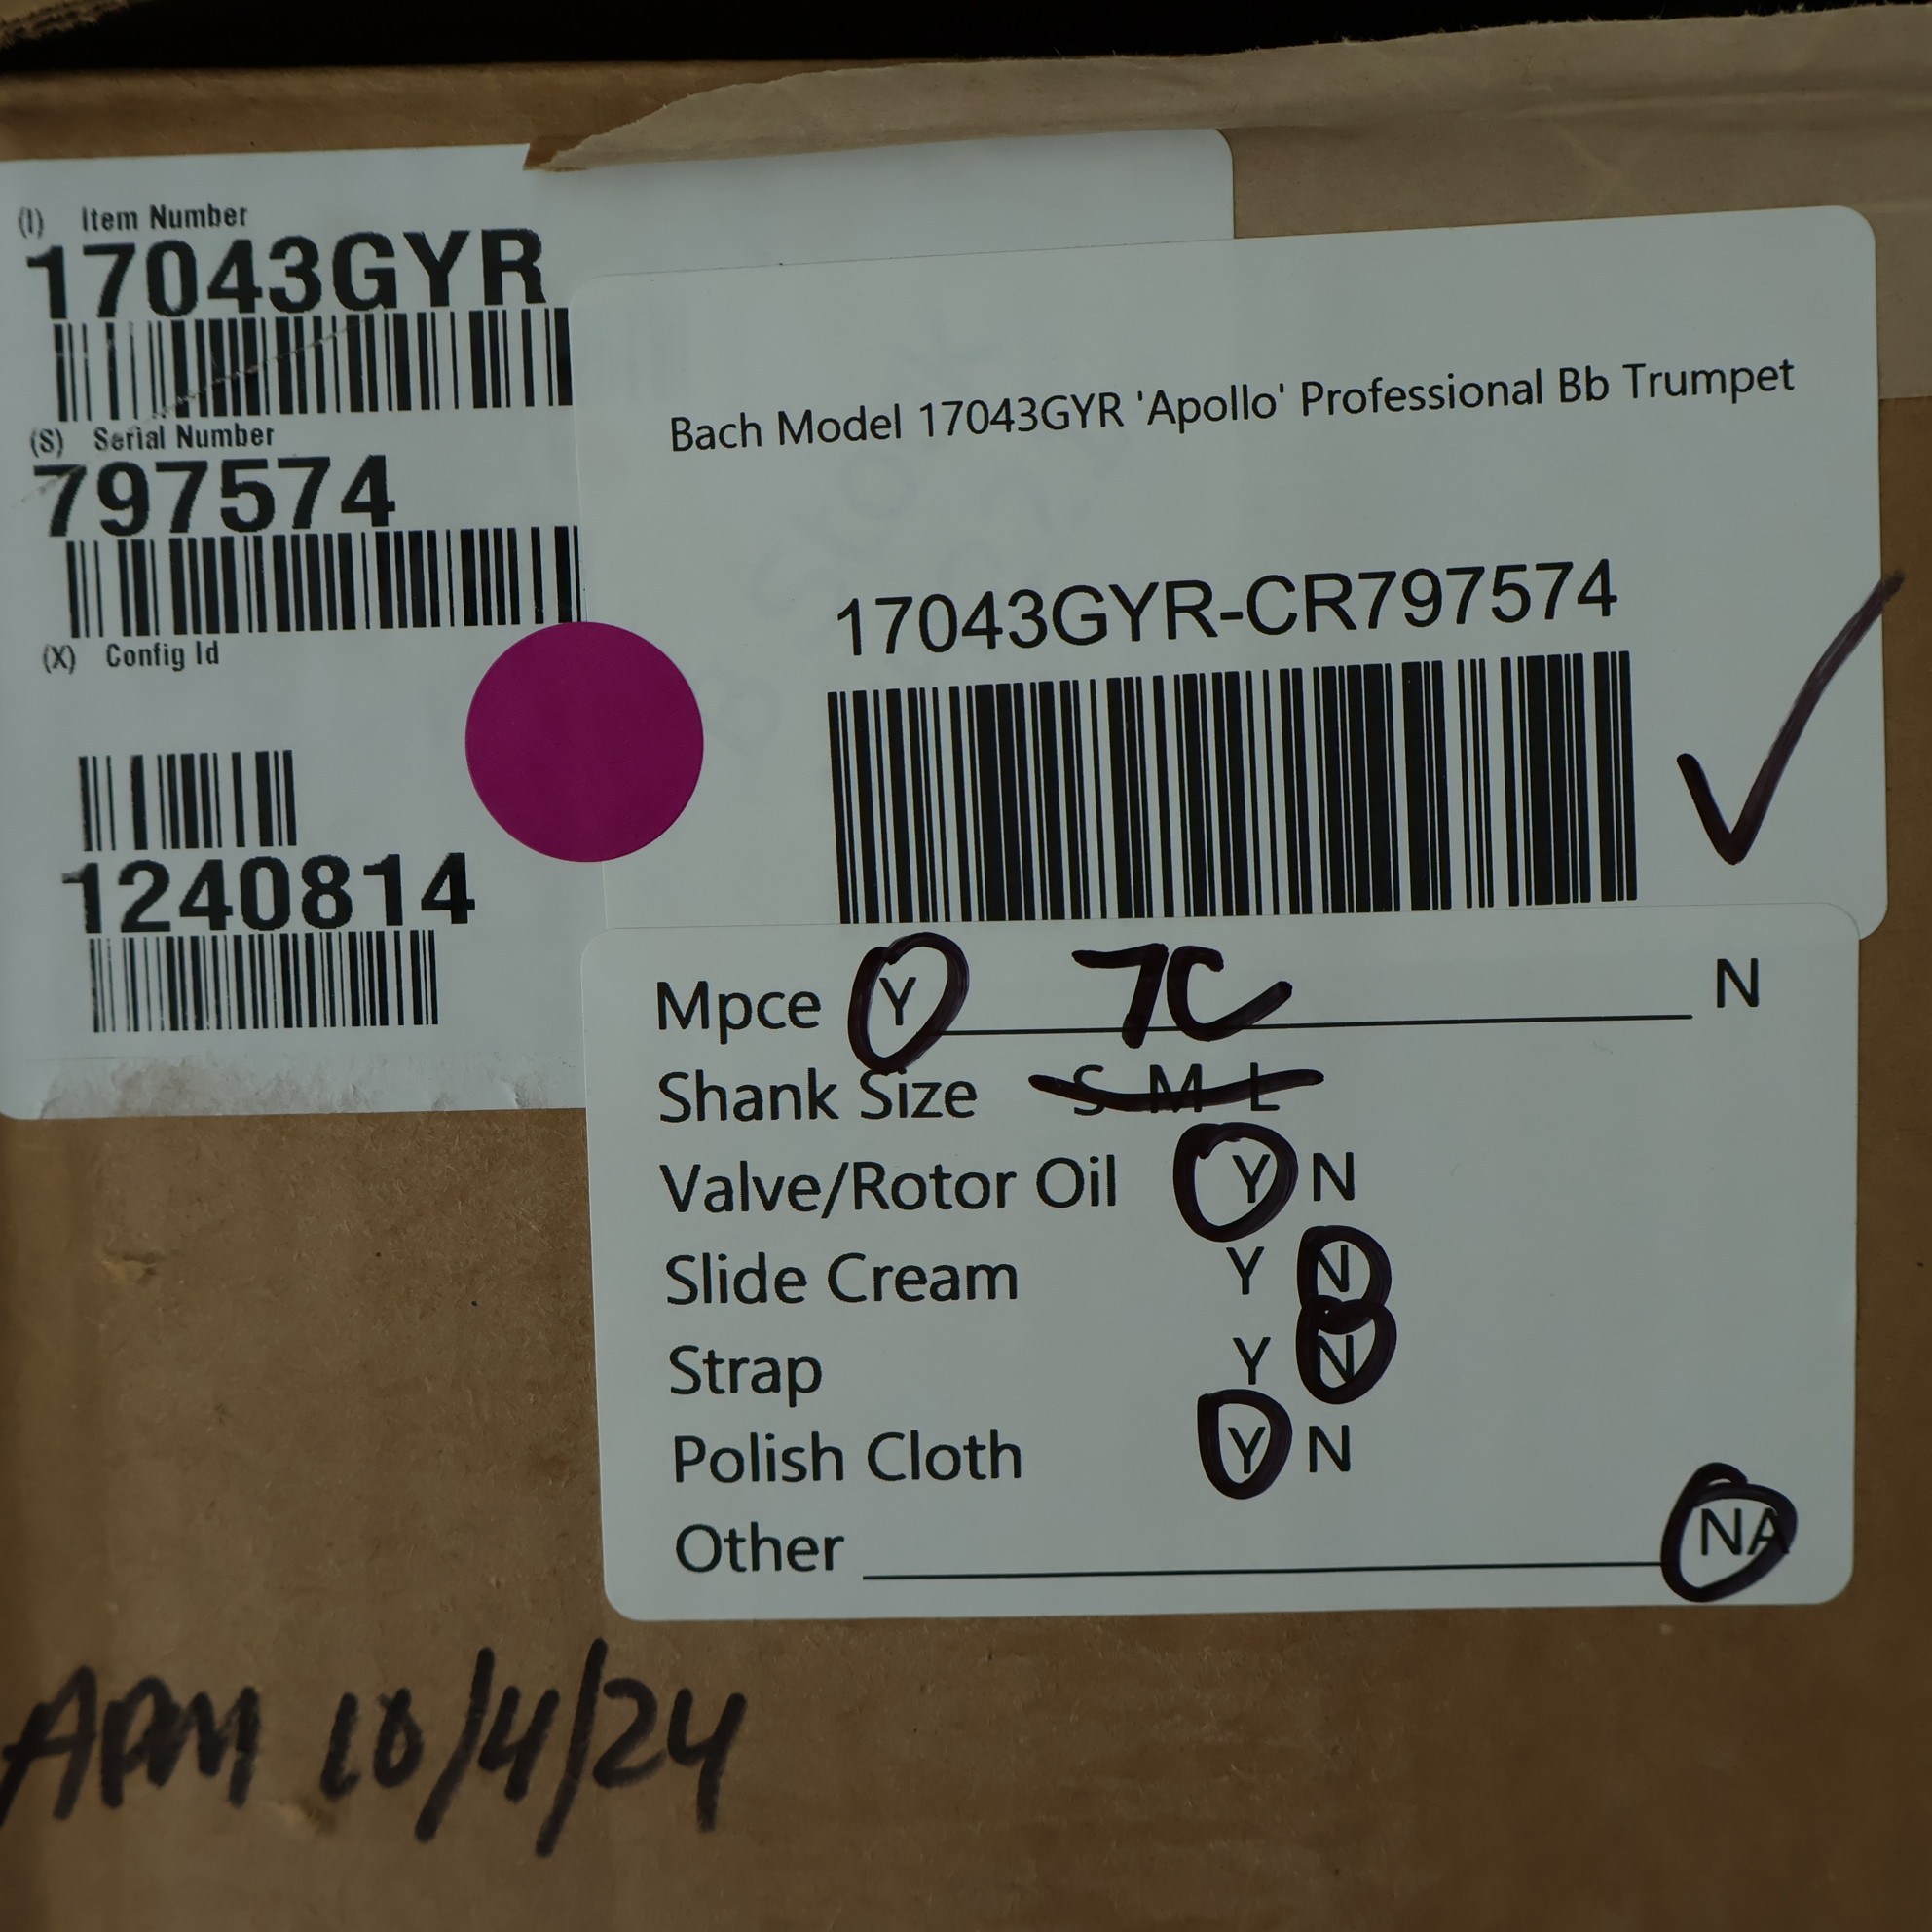 (I) Item Number
17043GYR
(S) Serial Number
797574
(X) Config Id
1240814
Bach Model 17043GYR 'Apollo' Professional Bb Trumpet
17043GYR-CR797574
Mpce Y 7C N
Shank Size S M L
Valve/Rotor Oil Y N
Slide Cream Y N
Strap Y N
Polish Cloth Y N
Other NA
APM 10/4/24